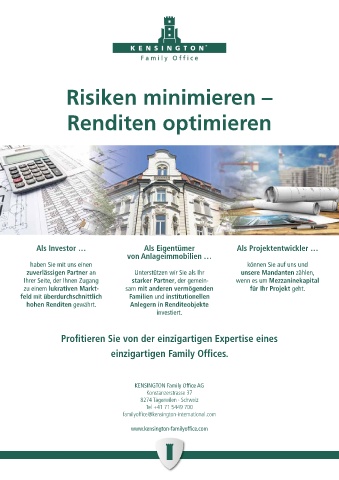 KENSINGTON
Family Office
Risiken minimieren –
Renditen optimieren
Als Investor ...
haben Sie mit uns einen
zuverlässigen Partner an
Ihrer Seite, der Ihnen Zugang
zu einem lukrativen Markt-
feld mit überdurchschnittlich
hohen Renditen gewährt.
Als Eigentümer
von Anlageimmobilien ...
Unterstützen wir Sie als Ihr
starker Partner, der gemein-
sam mit anderen vermögenden
Familien und institutionellen
Anlegern in Renditeobjekte
investiert.
Als Projektentwickler ...
können Sie auf uns und
unsere Mandanten zählen,
wenn es um Mezzaninekapital
für Ihr Projekt geht.
Profitieren Sie von der einzigartigen Expertise eines
einzigartigen Family Offices.
KENSINGTON Family Office AG
Konstanzerstrasse 37
8274 Tägerwilen - Schweiz
Tel +41 71 5449 700
familyoffice@kensington-international.com
www.kensington-familyoffice.com